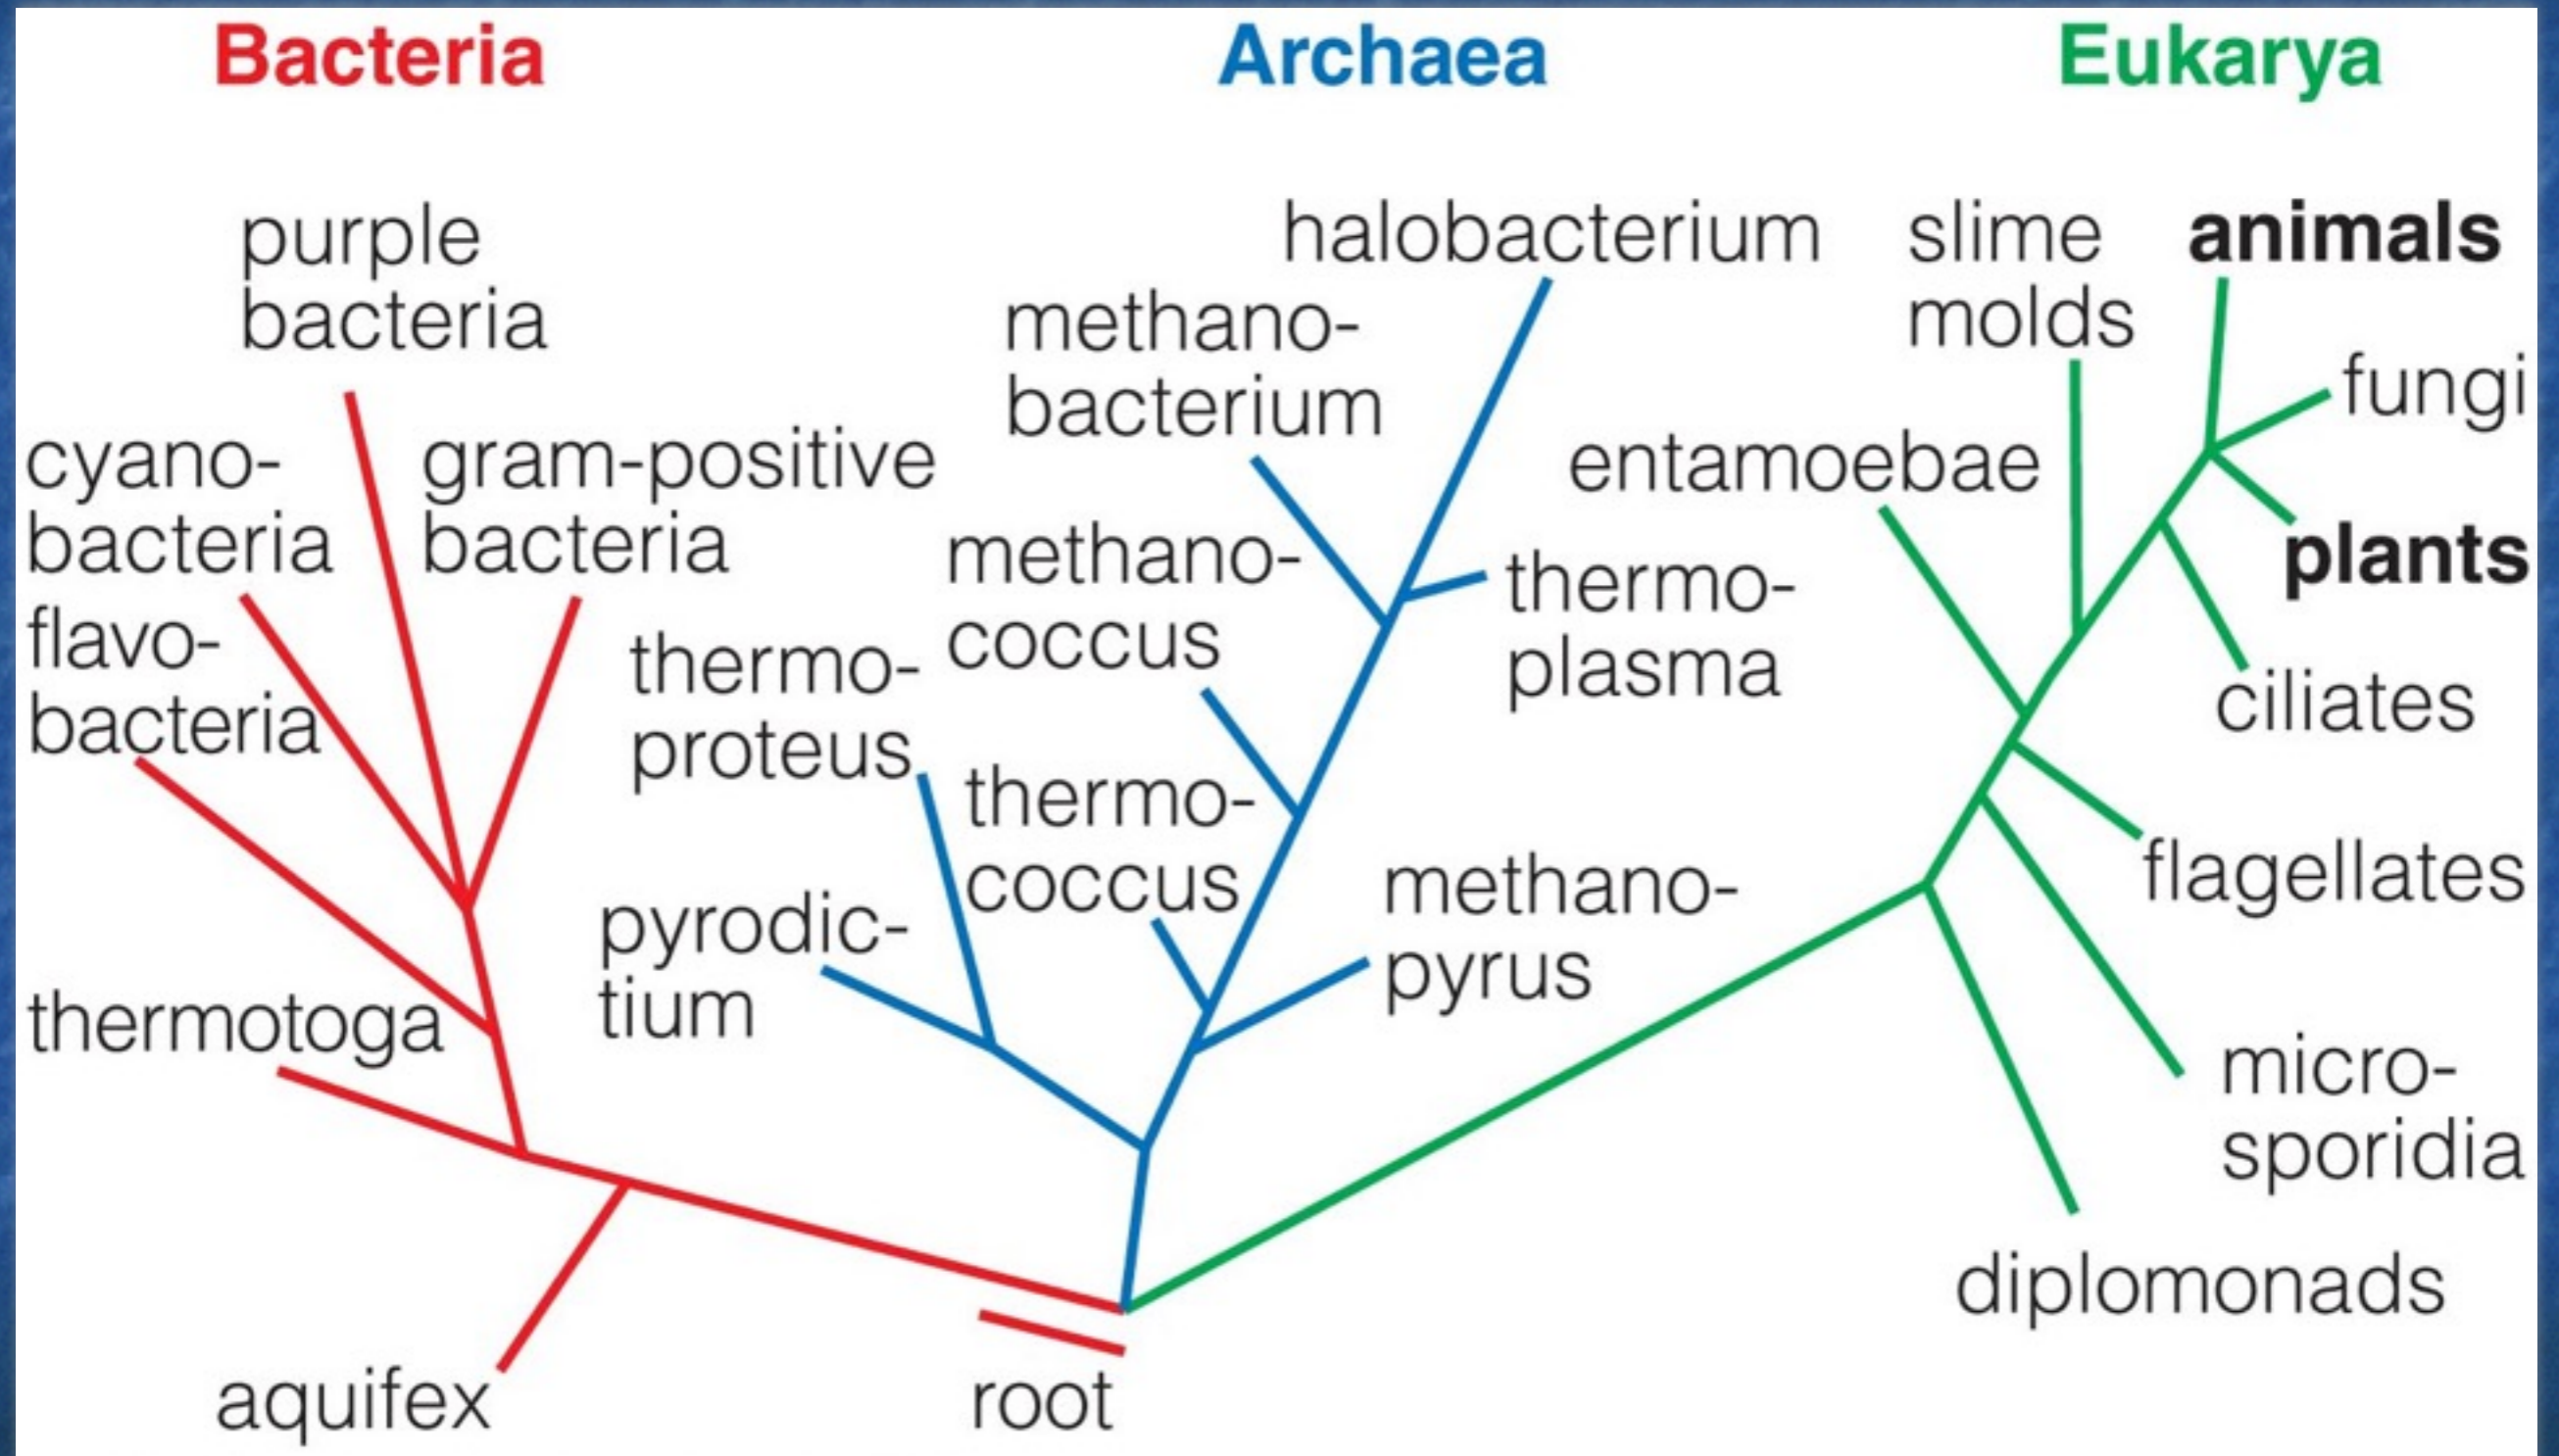 Bacteria
Archaea
Eukarya
purple
bacteria
cyano-
bacteria
gram-positive
bacteria
flavo-
bacteria
thermotoga
aquifex
root
halobacterium
methano-
bacterium
methano-
coccus
thermo-
plasma
thermo-
proteus
thermo-
coccus
pyrodic-
tium
methano-
pyrus
slime
molds
animals
fungi
entamoebae
plants
ciliates
flagellates
micro-
sporidia
diplomonads